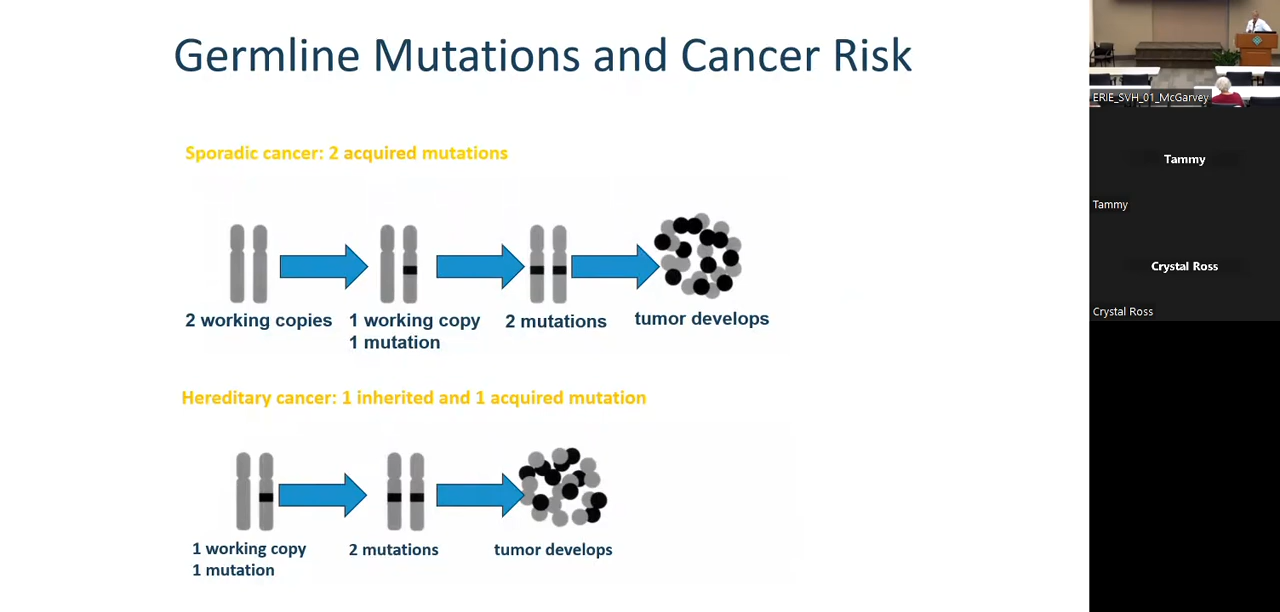 Germline Mutations and Cancer Risk
Sporadic cancer: 2 acquired mutations
2 working copies
1 working copy
1 mutation
2 mutations
tumor develops
Hereditary cancer: 1 inherited and 1 acquired mutation
1 working copy
1 mutation
2 mutations
tumor develops
ERIE_SVH_01_McGarvey
Tammy
Tammy
Crystal Ross
Crystal Ross